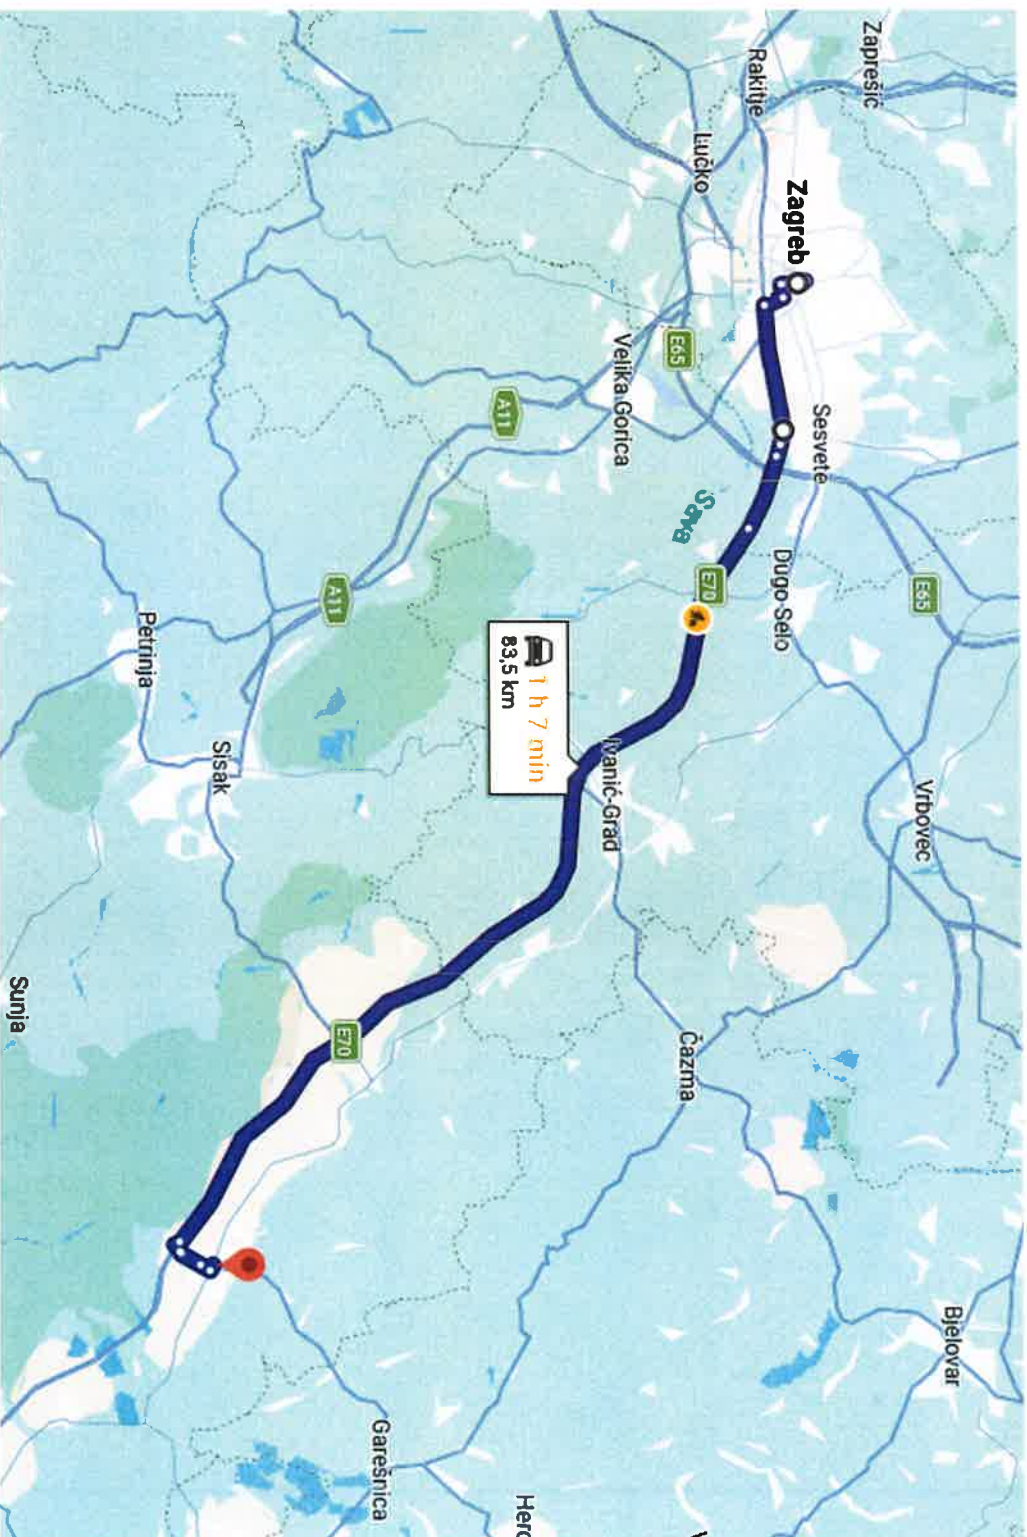 Zaprešić
E65
Vrbovec
Bjelovar
Sesvete
Zagreb
Dugo Selo
Rakitje
E70
Lučko
Sava
Čazma
E65
Velika Gorica
Ivanić-Grad
1 h 7 min
83,5 km
A11
Garešnica
E70
A11
Sisak
Petrinja
Sunja